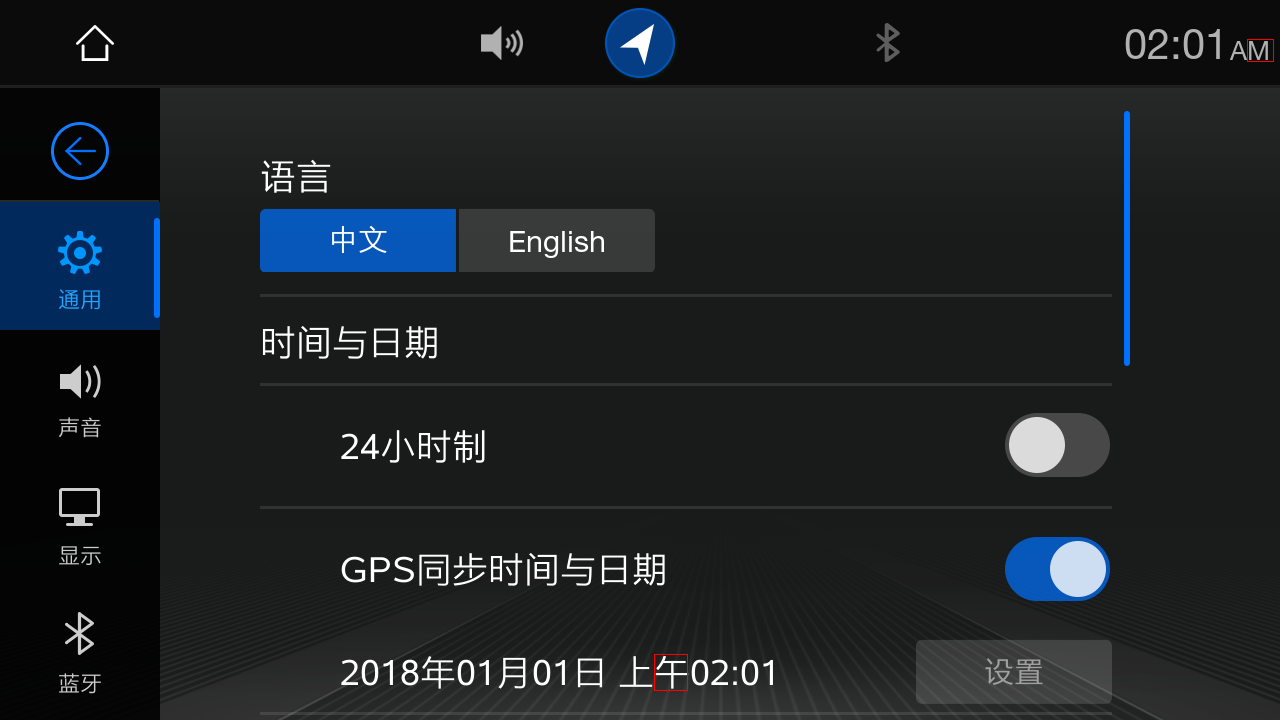 02:01AM
语言
中文 English
通用
时间与日期
声音
24小时制
显示
GPS同步时间与日期
蓝牙
2018年01月01日 上午02:01 设置